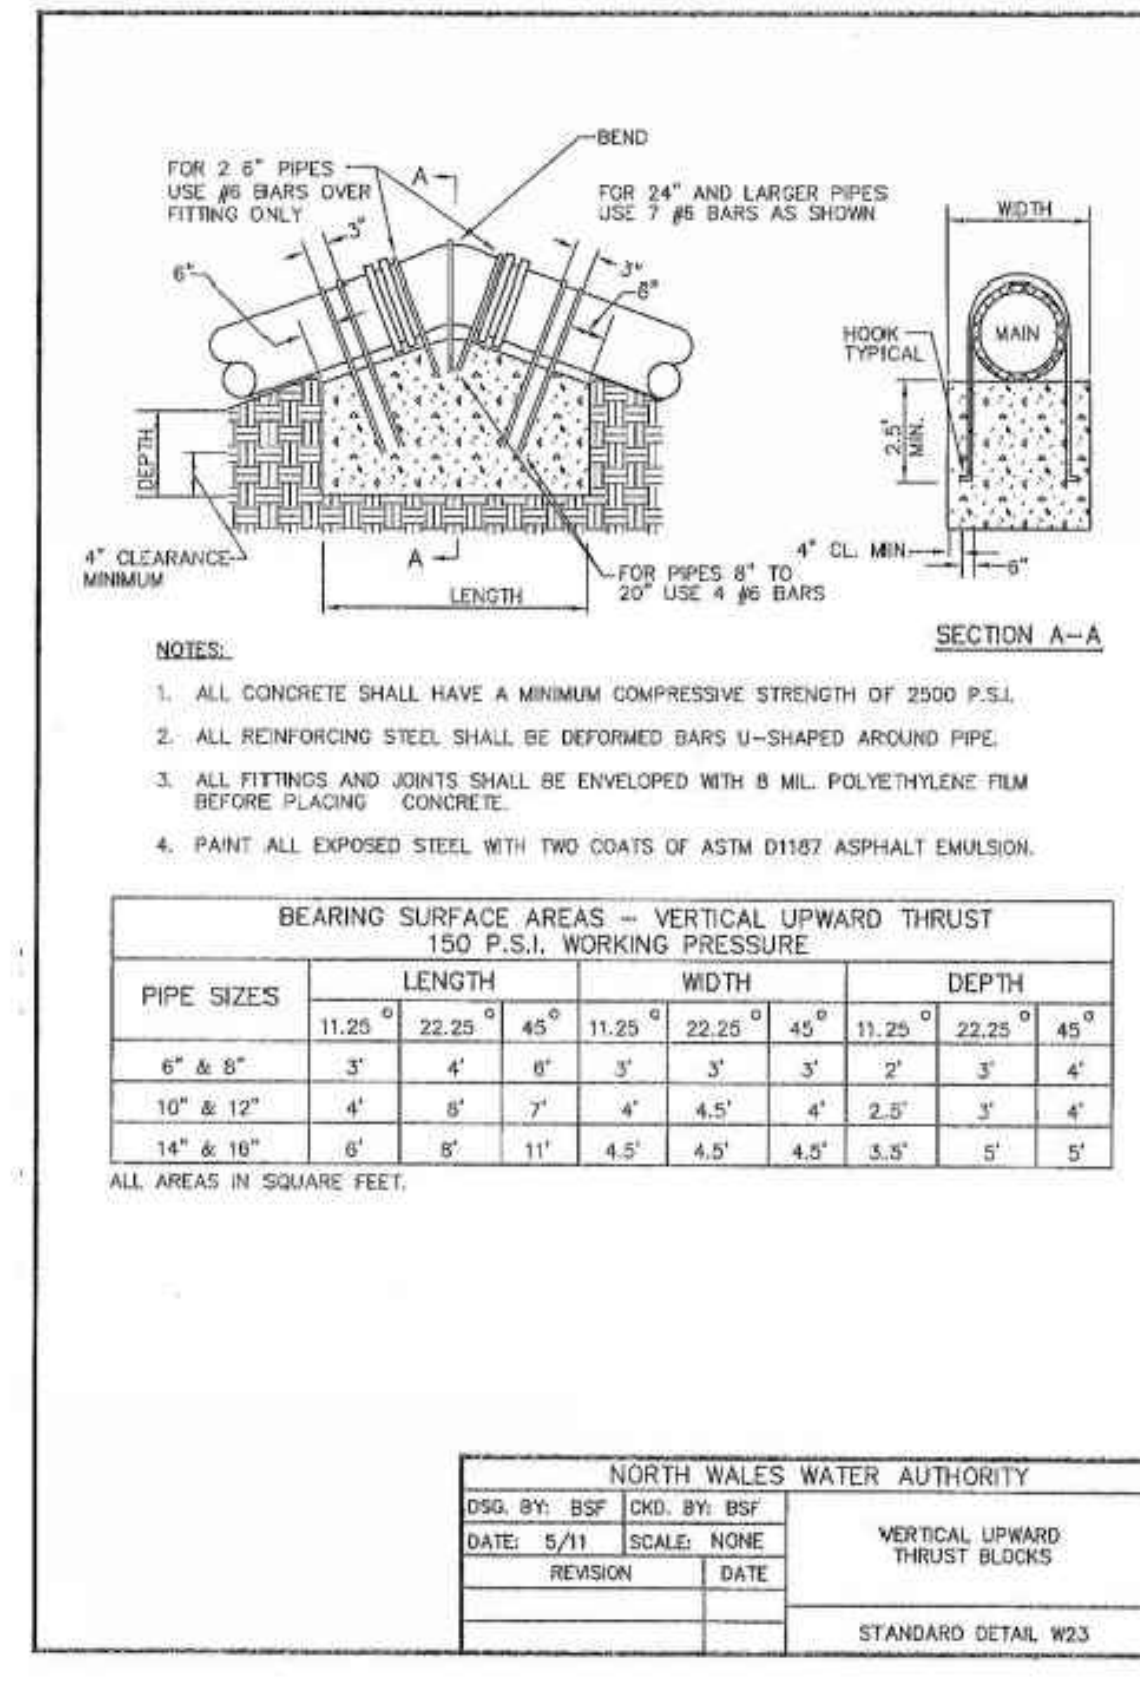 BEND
FOR 2 6" PIPES
USE #6 BARS OVER
FITTING ONLY
A
FOR 24" AND LARGER PIPES
USE 7 #6 BARS AS SHOWN
WIDTH
3"
6"
3"
6"
HOOK
TYPICAL
MAIN
2.5'
MIN.
DEPTH
4" CLEARANCE
MINIMUM
A
LENGTH
FOR PIPES 8" TO
20" USE 4 #6 BARS
4" CL. MIN.
6"
SECTION A-A
NOTES:
1. ALL CONCRETE SHALL HAVE A MINIMUM COMPRESSIVE STRENGTH OF 2500 P.S.I.
2. ALL REINFORCING STEEL SHALL BE DEFORMED BARS U-SHAPED AROUND PIPE.
3. ALL FITTINGS AND JOINTS SHALL BE ENVELOPED WITH 8 MIL. POLYETHYLENE FILM
BEFORE PLACING CONCRETE.
4. PAINT ALL EXPOSED STEEL WITH TWO COATS OF ASTM D1187 ASPHALT EMULSION.
BEARING SURFACE AREAS - VERTICAL UPWARD THRUST
150 P.S.I. WORKING PRESSURE
PIPE SIZES LENGTH WIDTH DEPTH
11.25° 22.25° 45° 11.25° 22.25° 45° 11.25° 22.25° 45°
6" & 8" 3' 4' 6' 3' 3' 3' 2' 3' 4'
10" & 12" 4' 6' 7' 4' 4.5' 4' 2.5' 3' 4'
14" & 16" 6' 8' 11' 4.5' 4.5' 4.5' 3.5' 5' 5'
ALL AREAS IN SQUARE FEET.
NORTH WALES WATER AUTHORITY
DSG. BY: BSF CKD. BY: BSF
DATE: 5/11 SCALE: NONE
REVISION DATE
VERTICAL UPWARD
THRUST BLOCKS
STANDARD DETAIL W23